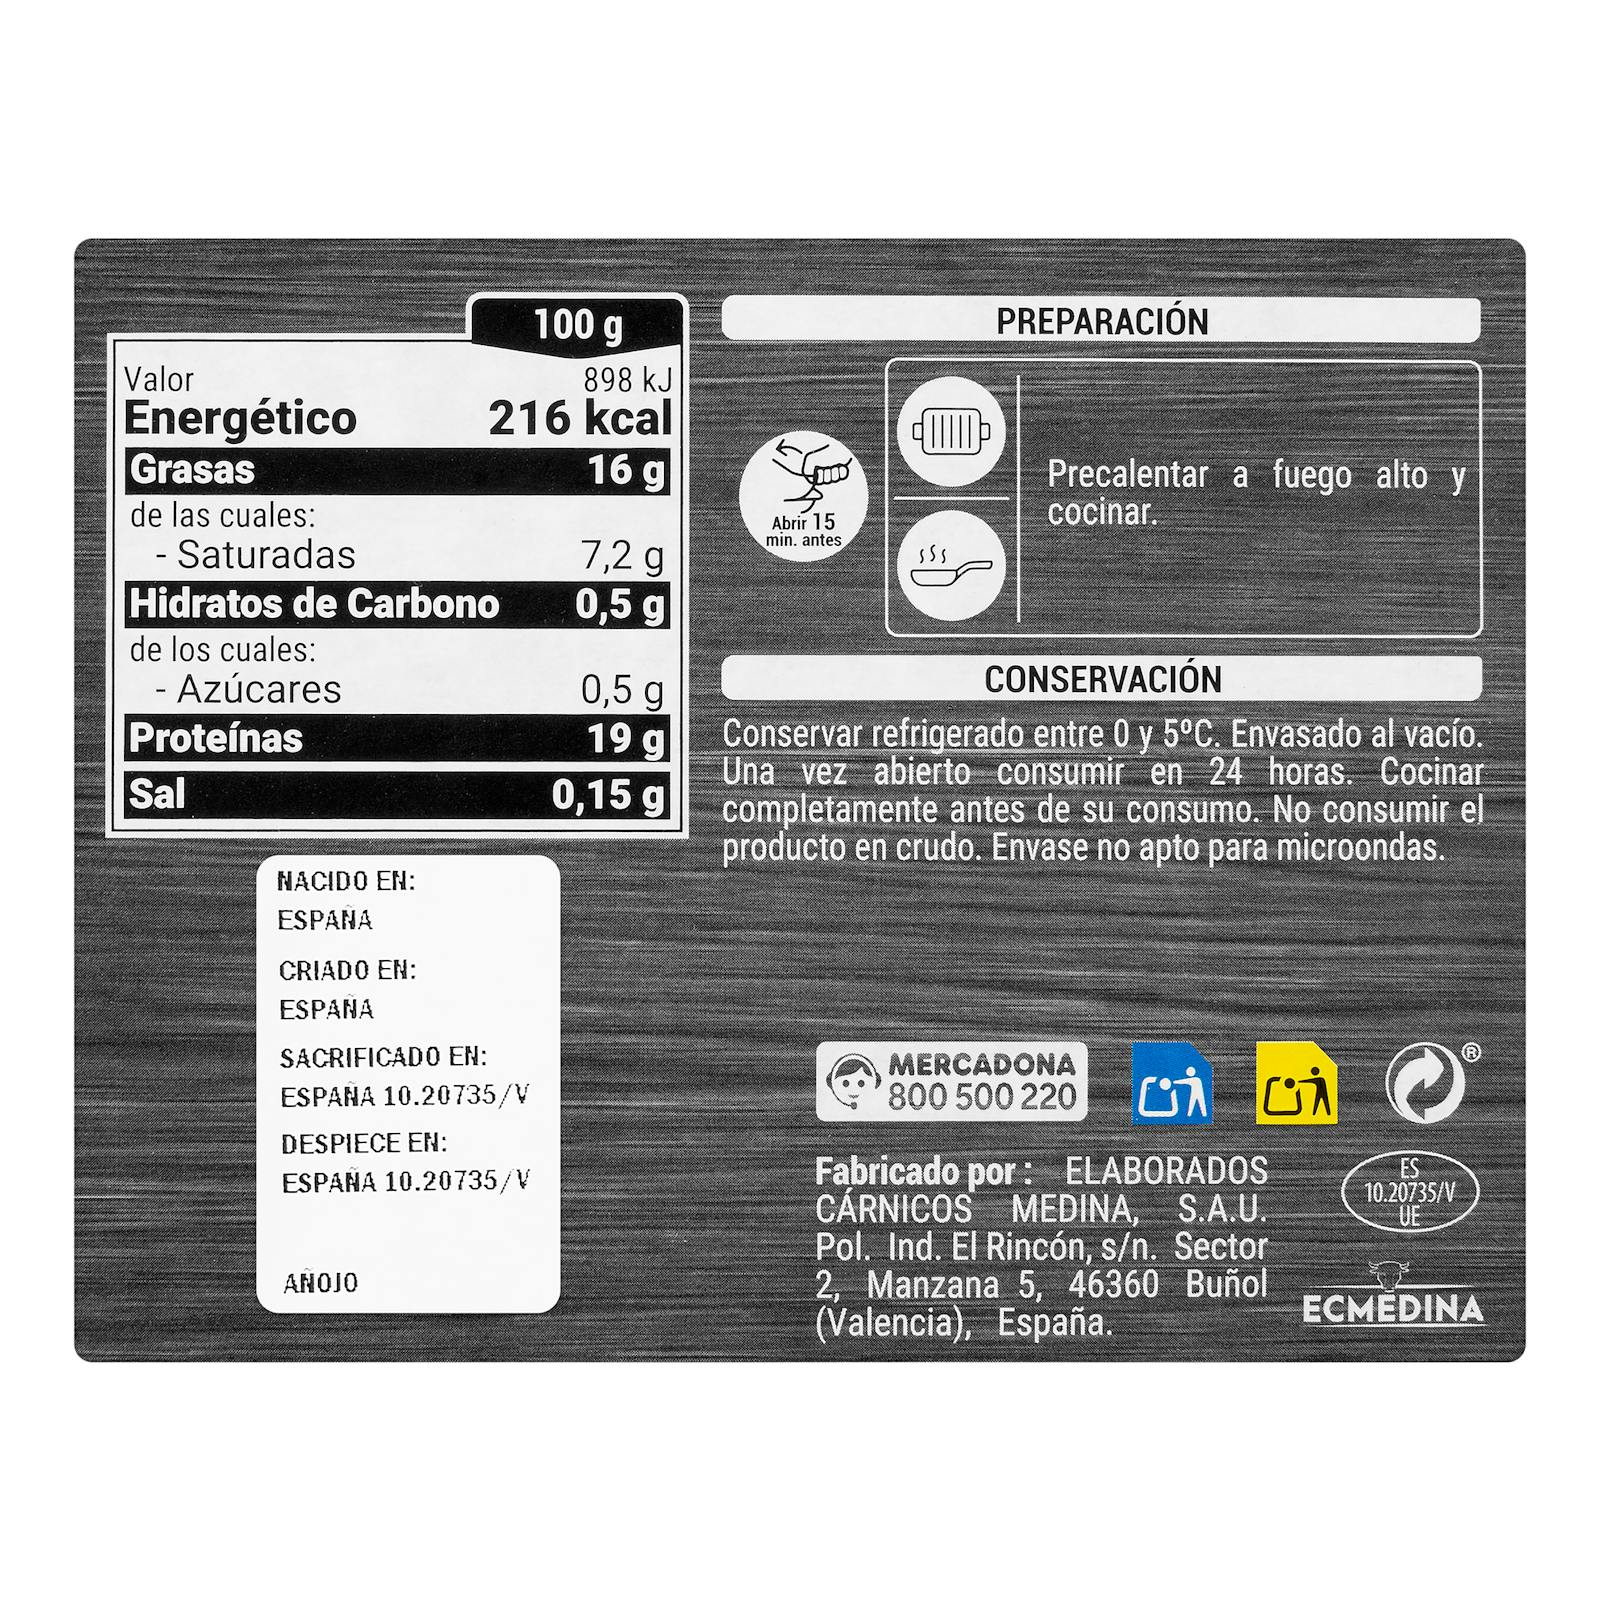 100 g
Valor 898 kJ
Energético 216 kcal
Grasas 16 g
de las cuales:
- Saturadas 7,2 g
Hidratos de Carbono 0,5 g
de los cuales:
- Azúcares 0,5 g
Proteínas 19 g
Sal 0,15 g
NACIDO EN:
ESPAÑA
CRIADO EN:
ESPAÑA
SACRIFICADO EN:
ESPAÑA 10.20735/V
DESPIECE EN:
ESPAÑA 10.20735/V
AÑOJO
PREPARACIÓN
Abrir 15
min. antes
Precalentar a fuego alto y
cocinar.
CONSERVACIÓN
Conservar refrigerado entre 0 y 5ºC. Envasado al vacío.
Una vez abierto consumir en 24 horas. Cocinar
completamente antes de su consumo. No consumir el
producto en crudo. Envase no apto para microondas.
MERCADONA
800 500 220
®
Fabricado por : ELABORADOS
CÁRNICOS MEDINA, S.A.U.
Pol. Ind. El Rincón, s/n. Sector
2, Manzana 5, 46360 Buñol
(Valencia), España.
ES
10.20735/V
UE
ECMEDINA